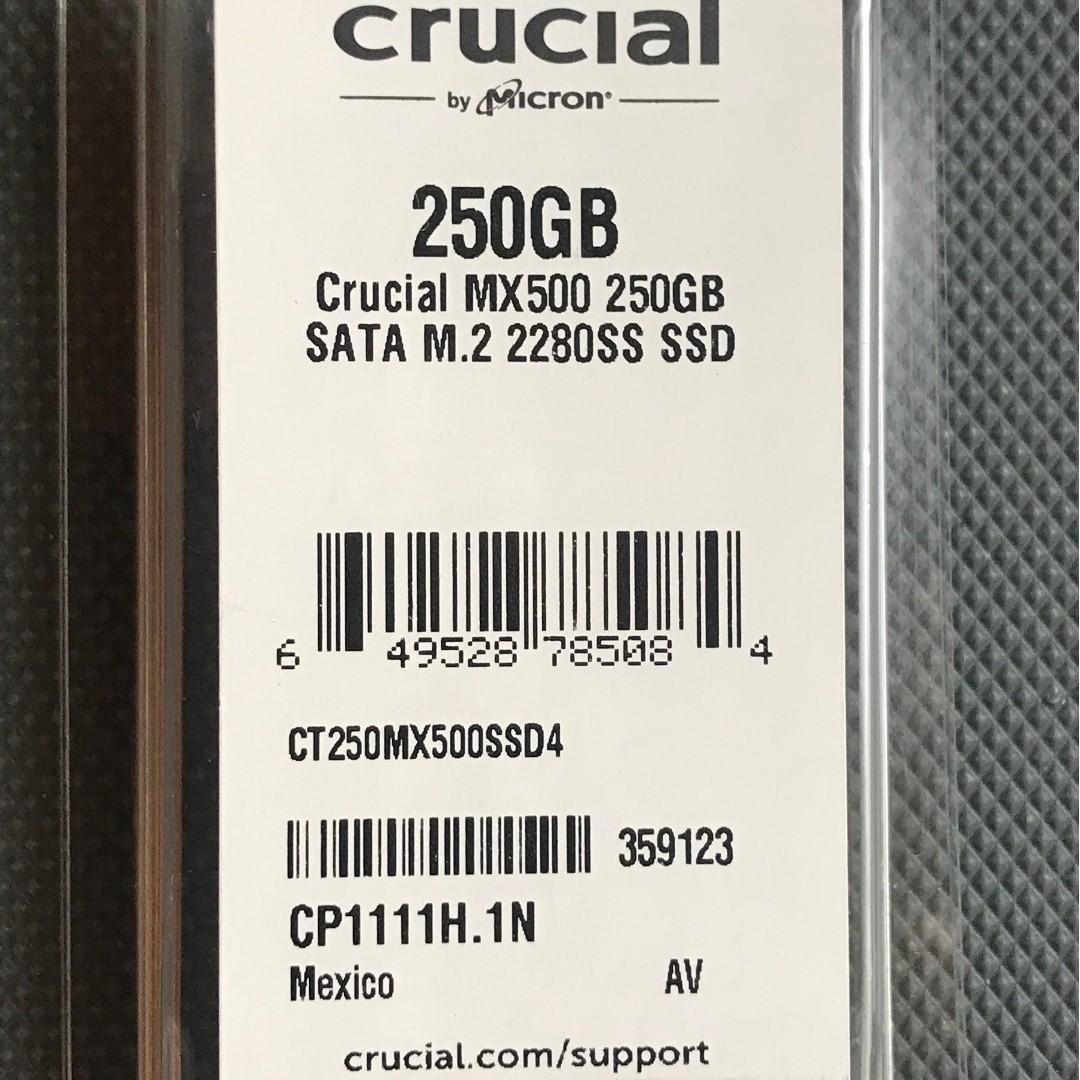 crucial
by Micron®
250GB
Crucial MX500 250GB
SATA M.2 2280SS SSD
6 49528 78508 4
CT250MX500SSD4
359123
CP1111H.1N
Mexico AV
crucial.com/support